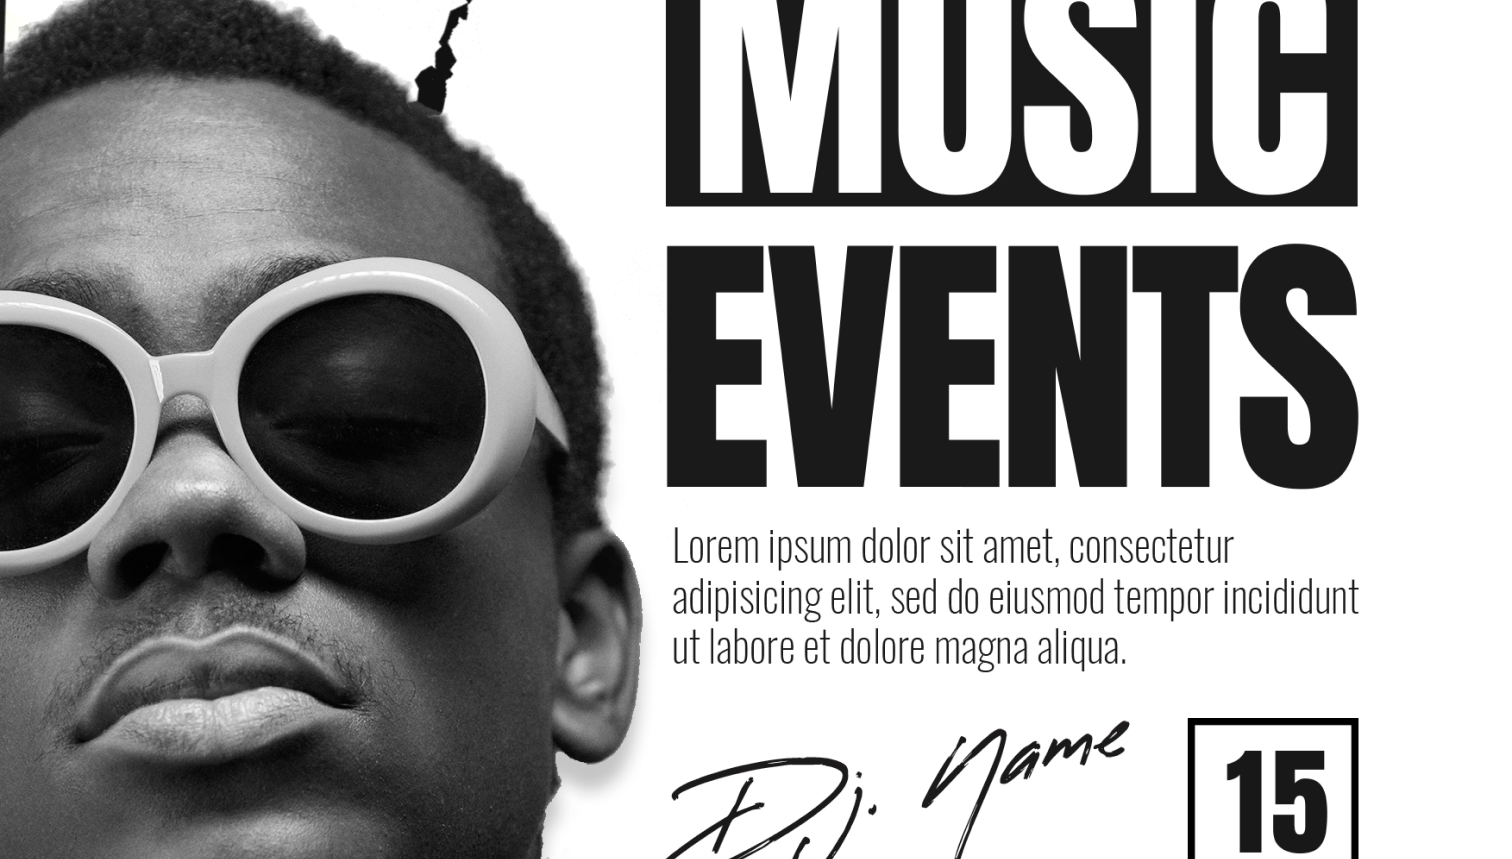 MUSIC
EVENTS
Lorem ipsum dolor sit amet, consectetur
adipisicing elit, sed do eiusmod tempor incididunt
ut labore et dolore magna aliqua.
Dj. Name
15